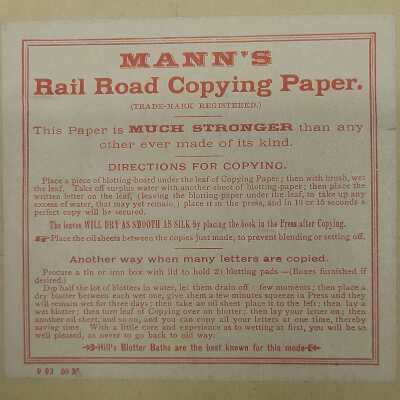 MANN'S
Rail Road Copying Paper.
(TRADE-MARK REGISTERED.)
This Paper is MUCH STRONGER than any
other ever made of its kind.
DIRECTIONS FOR COPYING.
Place a piece of blotting-board under the leaf of Copying Paper; then with brush, wet
the leaf. Take off surplus water with another sheet of blotting-paper; then place the
written letter on the leaf, (leaving the blotting-paper under the leaf, to take up any
excess of water, that may yet remain,) place it in the press, and in 10 or 15 seconds a
perfect copy will be secured.
The leaves WILL DRY AS SMOOTH AS SILK by placing the book in the Press after Copying.
☞ Place the oil sheets between the copies just made, to prevent blending or setting off.
Another way when many letters are copied.
Procure a tin or iron box with lid to hold 2½ blotting pads—(Boxes furnished if
desired.)
Dip half the lot of blotters in water, let them drain off a few moments; then place a
dry blotter between each wet one, give them a few minutes squeeze in Press and they
will remain wet for three days; then take an oil sheet place it to the left; then lay a
wet blotter; then turn leaf of Copying over on blotter; then lay your letter on; then
another oil sheet, and so on, and you can copy all your letters at one time, thereby
saving time. With a little care and experience as to wetting at first, you will be so
well pleased, as never to go back to old way.
Hill's Blotter Baths are the best known for this mode